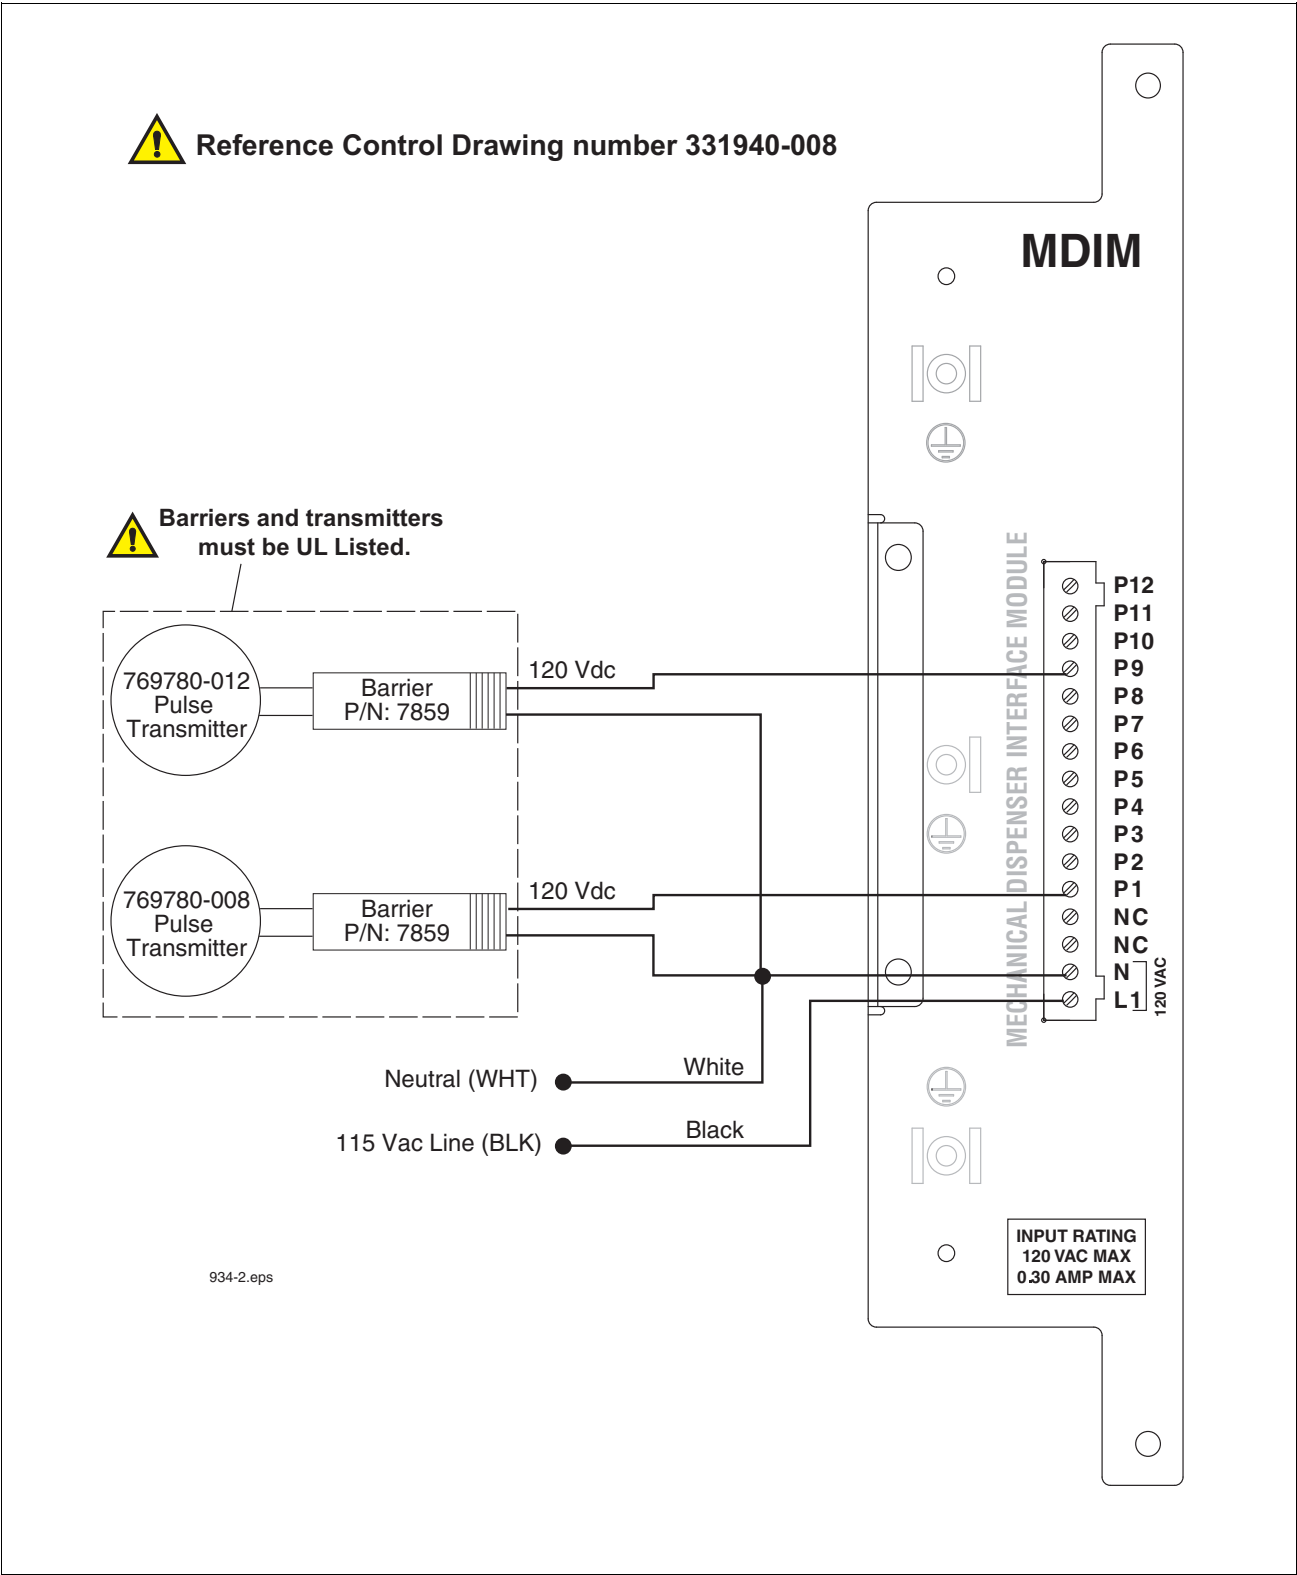 Reference Control Drawing number 331940-008
MDIM
Barriers and transmitters
must be UL Listed.
769780-012
Pulse
Transmitter
Barrier
P/N: 7859
120 Vdc
769780-008
Pulse
Transmitter
Barrier
P/N: 7859
120 Vdc
MECHANICAL DISPENSER INTERFACE MODULE
P12
P11
P10
P9
P8
P7
P6
P5
P4
P3
P2
P1
NC
NC
N
L1
120 VAC
Neutral (WHT)
White
115 Vac Line (BLK)
Black
INPUT RATING
120 VAC MAX
0.30 AMP MAX
934-2.eps